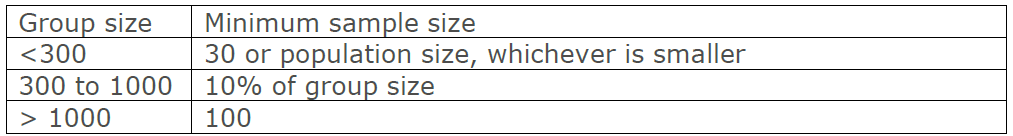 Group size Minimum sample size
<300 30 or population size, whichever is smaller
300 to 1000 10% of group size
> 1000 100